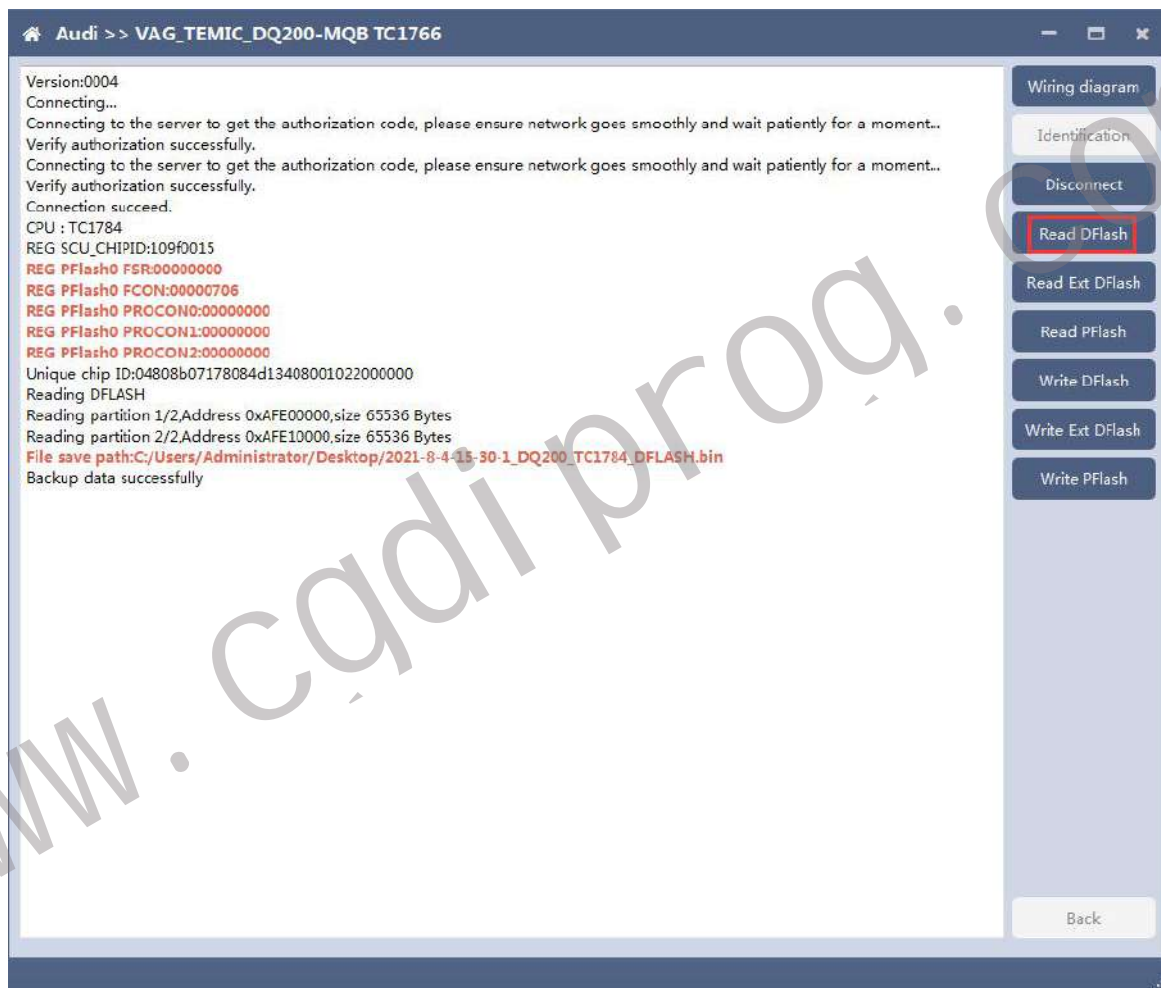 Audi >> VAG_TEMIC_DQ200-MQB TC1766
Version:0004
Connecting...
Connecting to the server to get the authorization code, please ensure network goes smoothly and wait patiently for a moment...
Verify authorization successfully.
Connecting to the server to get the authorization code, please ensure network goes smoothly and wait patiently for a moment...
Verify authorization successfully.
Connection succeed.
CPU : TC1784
REG SCU_CHIPID:109f0015
REG PFlash0 FSR:00000000
REG PFlash0 FCON:00000706
REG PFlash0 PROCON0:00000000
REG PFlash0 PROCON1:00000000
REG PFlash0 PROCON2:00000000
Unique chip ID:04808b07178084d13408001022000000
Reading DFLASH
Reading partition 1/2,Address 0xAFE00000,size 65536 Bytes
Reading partition 2/2,Address 0xAFE10000,size 65536 Bytes
File save path:C:/Users/Administrator/Desktop/2021-8-4-15-30-1_DQ200_TC1784_DFLASH.bin
Backup data successfully
Wiring diagram
Identification
Disconnect
Read DFlash
Read Ext DFlash
Read PFlash
Write DFlash
Write Ext DFlash
Write PFlash
Back
w.cgdiprog.co